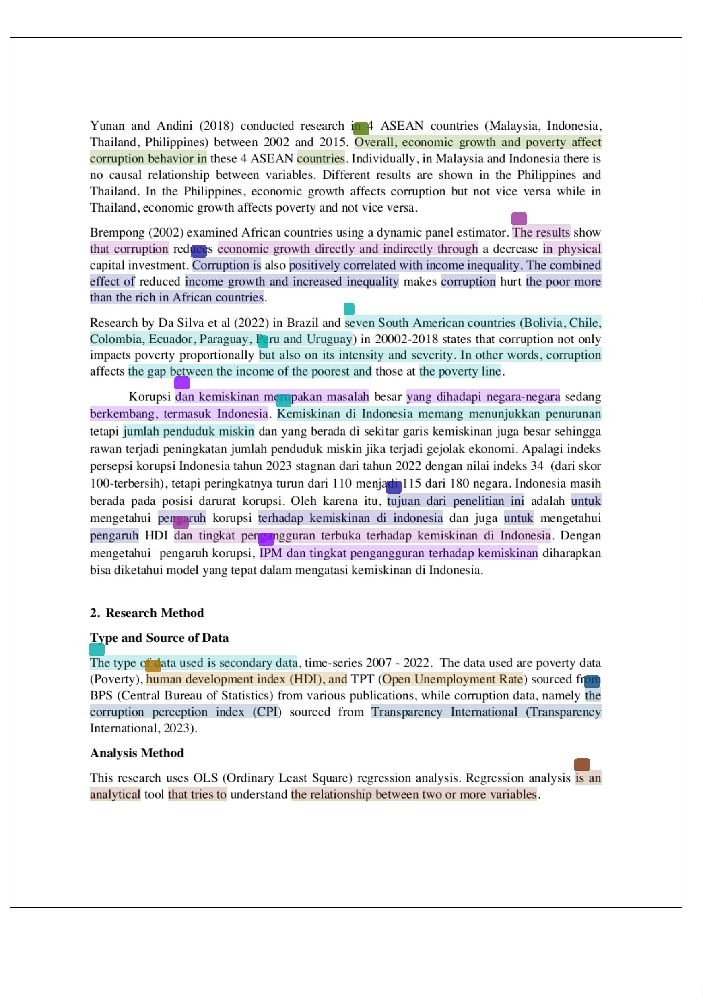 Yunan and Andini (2018) conducted research in 4 ASEAN countries (Malaysia, Indonesia,
Thailand, Philippines) between 2002 and 2015. Overall, economic growth and poverty affect
corruption behavior in these 4 ASEAN countries. Individually, in Malaysia and Indonesia there is
no causal relationship between variables. Different results are shown in the Philippines and
Thailand. In the Philippines, economic growth affects corruption but not vice versa while in
Thailand, economic growth affects poverty and not vice versa.
Brempong (2002) examined African countries using a dynamic panel estimator. The results show
that corruption reduces economic growth directly and indirectly through a decrease in physical
capital investment. Corruption is also positively correlated with income inequality. The combined
effect of reduced income growth and increased inequality makes corruption hurt the poor more
than the rich in African countries.
Research by Da Silva et al (2022) in Brazil and seven South American countries (Bolivia, Chile,
Colombia, Ecuador, Paraguay, Peru and Uruguay) in 20002-2018 states that corruption not only
impacts poverty proportionally but also on its intensity and severity. In other words, corruption
affects the gap between the income of the poorest and those at the poverty line.
Korupsi dan kemiskinan merupakan masalah besar yang dihadapi negara-negara sedang
berkembang, termasuk Indonesia. Kemiskinan di Indonesia memang menunjukkan penurunan
tetapi jumlah penduduk miskin dan yang berada di sekitar garis kemiskinan juga besar sehingga
rawan terjadi peningkatan jumlah penduduk miskin jika terjadi gejolak ekonomi. Apalagi indeks
persepsi korupsi Indonesia tahun 2023 stagnan dari tahun 2022 dengan nilai indeks 34 (dari skor
100-terbersih), tetapi peringkatnya turun dari 110 menjadi 115 dari 180 negara. Indonesia masih
berada pada posisi darurat korupsi. Oleh karena itu, tujuan dari penelitian ini adalah untuk
mengetahui pengaruh korupsi terhadap kemiskinan di indonesia dan juga untuk mengetahui
pengaruh HDI dan tingkat pengangguran terbuka terhadap kemiskinan di Indonesia. Dengan
mengetahui pengaruh korupsi, IPM dan tingkat pengangguran terhadap kemiskinan diharapkan
bisa diketahui model yang tepat dalam mengatasi kemiskinan di Indonesia.
2. Research Method
Type and Source of Data
The type of data used is secondary data, time-series 2007 - 2022. The data used are poverty data
(Poverty), human development index (HDI), and TPT (Open Unemployment Rate) sourced from
BPS (Central Bureau of Statistics) from various publications, while corruption data, namely the
corruption perception index (CPI) sourced from Transparency International (Transparency
International, 2023).
Analysis Method
This research uses OLS (Ordinary Least Square) regression analysis. Regression analysis is an
analytical tool that tries to understand the relationship between two or more variables.